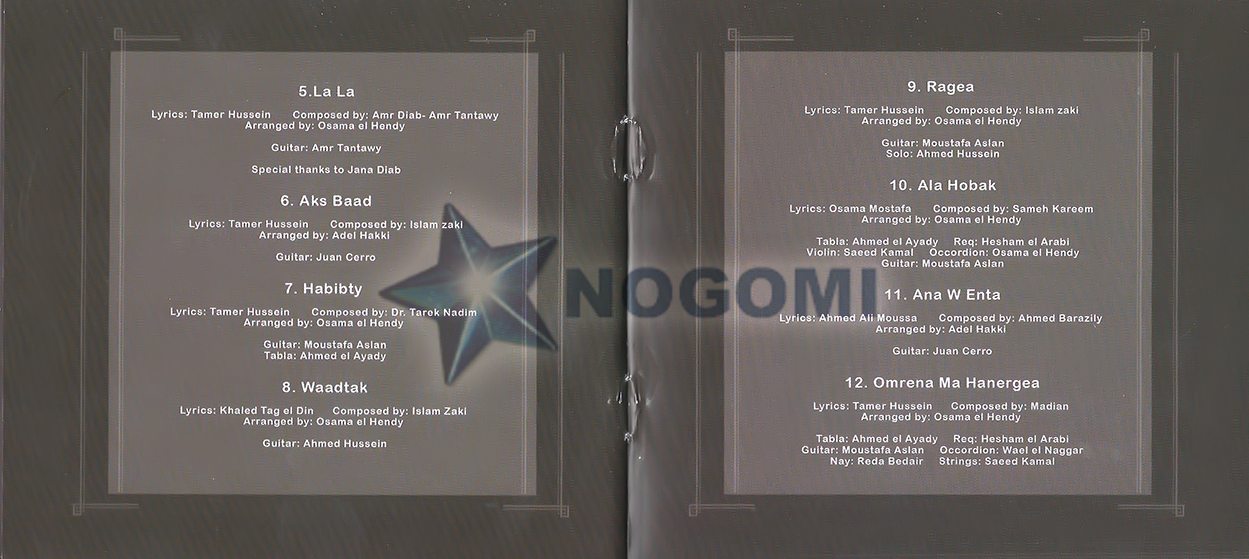 5.La La
Lyrics: Tamer Hussein Composed by: Amr Diab- Amr Tantawy
Arranged by: Osama el Hendy
Guitar: Amr Tantawy
Special thanks to Jana Diab
6. Aks Baad
Lyrics: Tamer Hussein Composed by: Islam zaki
Arranged by: Adel Hakki
Guitar: Juan Cerro
7. Habibty
Lyrics: Tamer Hussein Composed by: Dr. Tarek Nadim
Arranged by: Osama el Hendy
Guitar: Moustafa Aslan
Tabla: Ahmed el Ayady
8. Waadtak
Lyrics: Khaled Tag el Din Composed by: Islam Zaki
Arranged by: Osama el Hendy
Guitar: Ahmed Hussein
NOGOMI
9. Ragea
Lyrics: Tamer Hussein Composed by: Islam zaki
Arranged by: Osama el Hendy
Guitar: Moustafa Aslan
Solo: Ahmed Hussein
10. Ala Hobak
Lyrics: Osama Mostafa Composed by: Sameh Kareem
Arranged by: Osama el Hendy
Tabla: Ahmed el Ayady Req: Hesham el Arabi
Violin: Saeed Kamal Occordion: Osama el Hendy
Guitar: Moustafa Aslan
11. Ana W Enta
Lyrics: Ahmed Ali Moussa Composed by: Ahmed Barazily
Arranged by: Adel Hakki
Guitar: Juan Cerro
12. Omrena Ma Hanergea
Lyrics: Tamer Hussein Composed by: Madian
Arranged by: Osama el Hendy
Tabla: Ahmed el Ayady Req: Hesham el Arabi
Guitar: Moustafa Aslan Occordion: Wael el Naggar
Nay: Reda Bedair Strings: Saeed Kamal